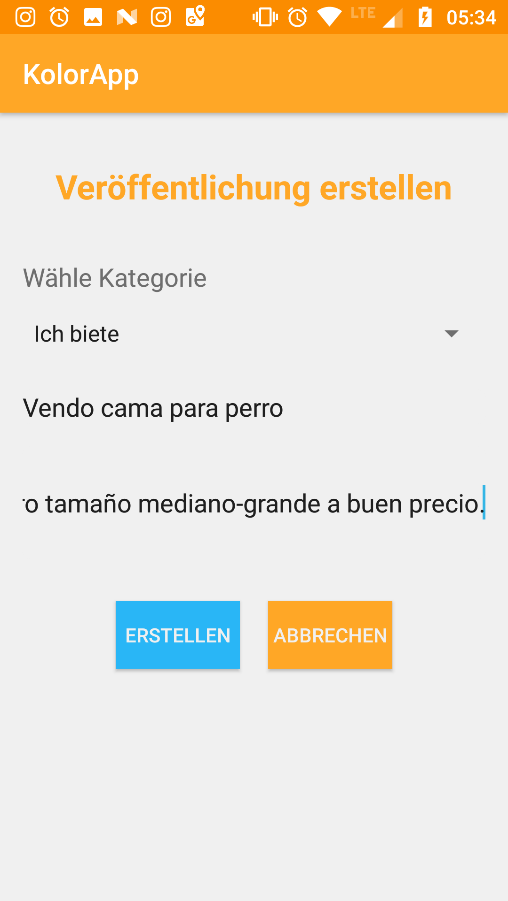 LTE 05:34
KolorApp
Veröffentlichung erstellen
Wähle Kategorie
Ich biete
Vendo cama para perro
ro tamaño mediano-grande a buen precio.
ERSTELLEN ABBRECHEN